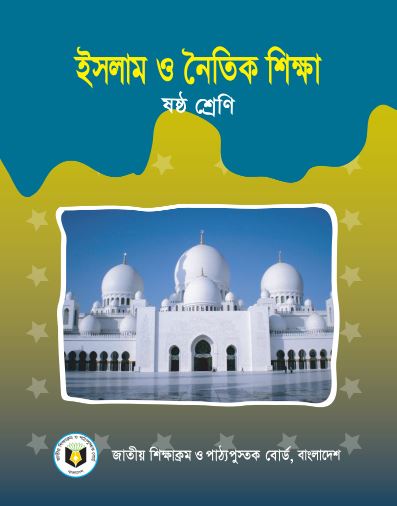 ইসলাম ও নৈতিক শিক্ষা
ষষ্ঠ শ্রেণি
জাতীয় শিক্ষাক্রম ও পাঠ্যপুস্তক বোর্ড, বাংলাদেশ